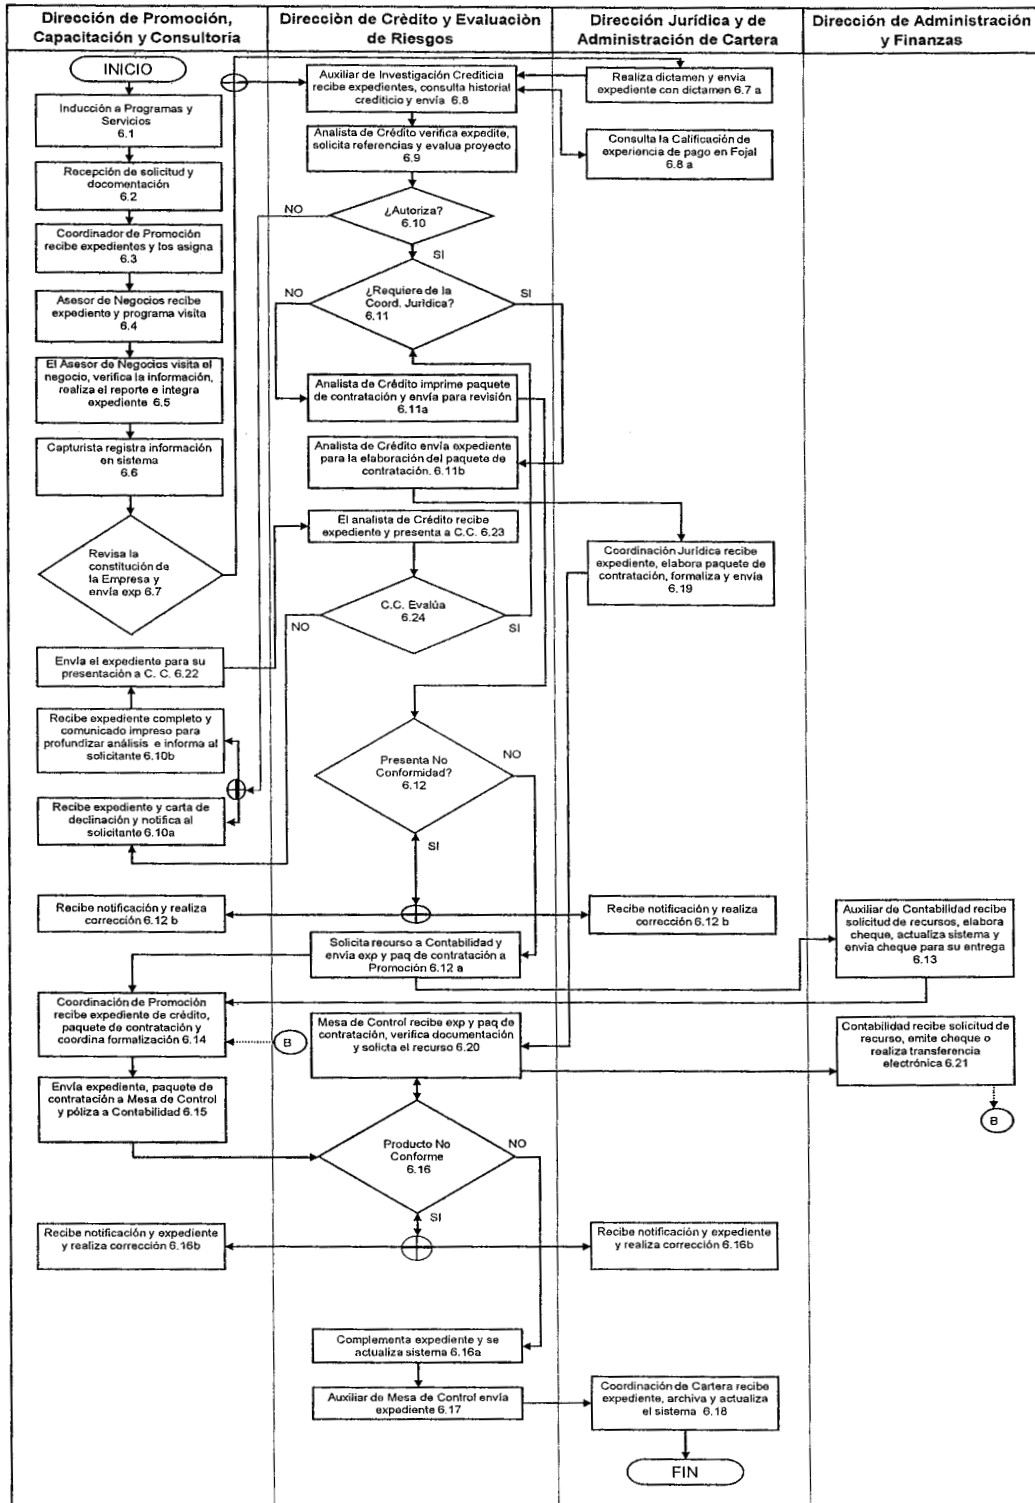 Dirección de Promoción,
Capacitación y Consultoría
Direcciòn de Crèdito y Evaluaciòn
de Riesgos
Dirección Jurídica y de
Administración de Cartera
Dirección de Administración
y Finanzas
INICIO
Inducción a Programas y
Servicios
6.1
Recepción de solicitud y
documentación
6.2
Coordinador de Promoción
recibe expedientes y los asigna
6.3
Asesor de Negocios recibe
expediente y programa visita
6.4
El Asesor de Negocios visita el
negocio, verifica la información,
realiza el reporte e integra
expediente 6.5
Capturista registra información
en sistema
6.6
Revisa la
constitución de
la Empresa y
envía exp 6.7
Envía el expediente para su
presentación a C. C. 6.22
Recibe expediente completo y
comunicado impreso para
profundizar análisis e informa al
solicitante 6.10b
Recibe expediente y carta de
declinación y notifica al
solicitante 6.10a
Recibe notificación y realiza
corrección 6.12 b
Coordinación de Promoción
recibe expediente de crédito,
paquete de contratación y
coordina formalización 6.14
Envía expediente, paquete de
contratación a Mesa de Control
y póliza a Contabilidad 6.15
Recibe notificación y expediente
y realiza corrección 6.16b
Auxiliar de Investigación Crediticia
recibe expedientes, consulta historial
crediticio y envía 6.8
Analista de Crédito verifica expedite,
solicita referencias y evalua proyecto
6.9
NO
¿Autoriza?
6.10
SI
NO
¿Requiere de la
Coord. Jurídica?
6.11
SI
Analista de Crédito imprime paquete
de contratación y envía para revisión
6.11a
Analista de Crédito envía expediente
para la elaboración del paquete de
contratación. 6.11b
El analista de Crédito recibe
expediente y presenta a C.C. 6.23
NO
C.C. Evalúa
6.24
SI
Presenta No
Conformidad?
6.12
NO
SI
Solicita recurso a Contabilidad y
envía exp y paq de contratación a
Promoción 6.12 a
B
Mesa de Control recibe exp y paq de
contratación, verifica documentación
y solicta el recurso 6.20
Producto No
Conforme
6.16
NO
SI
Complementa expediente y se
actualiza sistema 6.16a
Auxiliar de Mesa de Control envía
expediente 6.17
Realiza dictamen y envia
expediente con dictamen 6.7 a
Consulta la Calificación de
experiencia de pago en Fojal
6.8 a
Coordinación Jurídica recibe
expediente, elabora paquete de
contratación, formaliza y envía
6.19
Recibe notificación y realiza
corrección 6.12 b
Recibe notificación y expediente
y realiza corrección 6.16b
Coordinación de Cartera recibe
expediente, archiva y actualiza
el sistema 6.18
FIN
Auxiliar de Contabilidad recibe
solicitud de recursos, elabora
cheque, actualiza sistema y
envía cheque para su entrega
6.13
Contabilidad recibe solicitud de
recurso, emite cheque o
realiza transferencia
electrónica 6.21
B